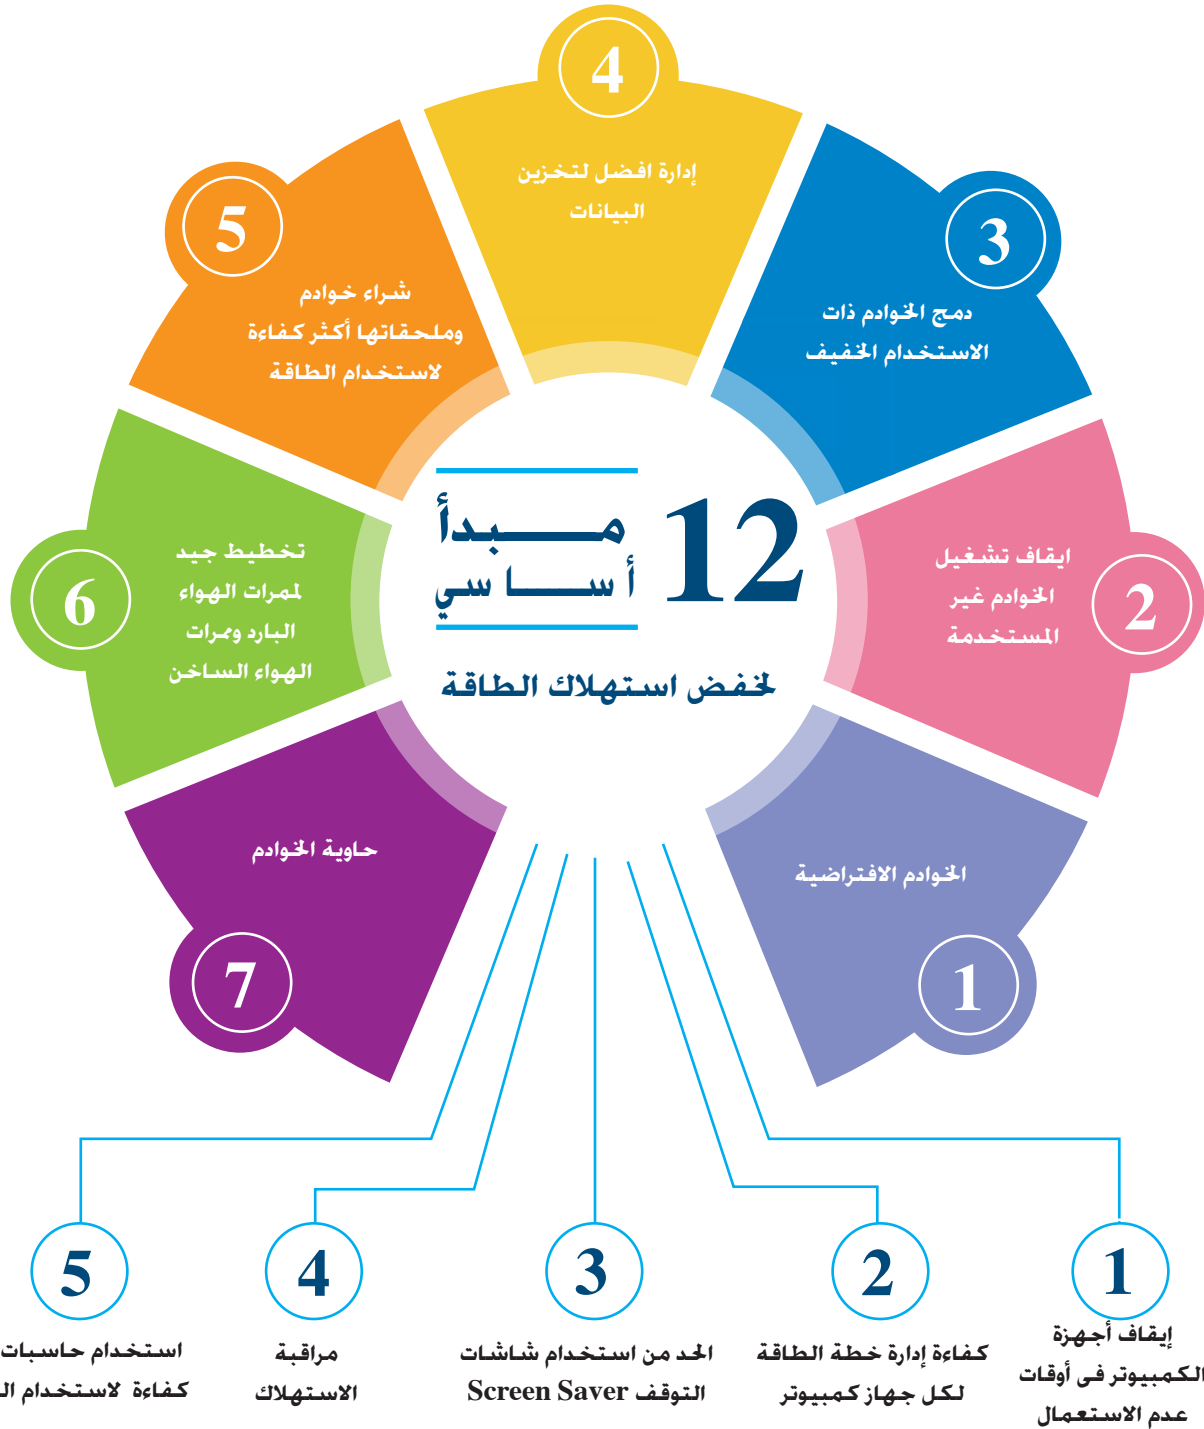 12
مبدأ
أساسي
لخفض استهلاك الطاقة
1
الخوادم الافتراضية
2
ايقاف تشغيل
الخوادم غير
المستخدمة
3
دمج الخوادم ذات
الاستخدام الخفيف
4
إدارة افضل لتخزين
البيانات
5
شراء خوادم
وملحقاتها أكثر كفاءة
لاستخدام الطاقة
6
تخطيط جيد
لممرات الهواء
البارد وممرات
الهواء الساخن
7
حاوية الخوادم
1
إيقاف أجهزة
الكمبيوتر فى أوقات
عدم الاستعمال
2
كفاءة إدارة خطة الطاقة
لكل جهاز كمبيوتر
3
الحد من استخدام شاشات
التوقف Screen Saver
4
مراقبة
الاستهلاك
5
استخدام حاسبات
كفاءة لاستخدام